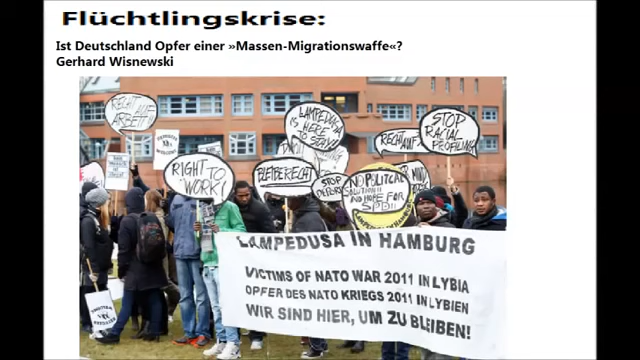 Flüchtlingskrise:
Ist Deutschland Opfer einer »Massen-Migrationswaffe«?
Gerhard Wisnewski
RECHT AUF
ARBEIT
LAMPEDUSA
IS HERE
TO STAY
RECHT AUF
STOP
RACIAL
PROFILING
RIGHT TO
WORK!
BLEIBERECHT
STOP
NO POLITICAL
SOLUTION
NO HOPE FOR
SPD!!
LAMPEDUSA IN HAMBURG
VICTIMS OF NATO WAR 2011 IN LYBIA
OPFER DES NATO KRIEGS 2011 IN LYBIEN
WIR SIND HIER, UM ZU BLEIBEN!